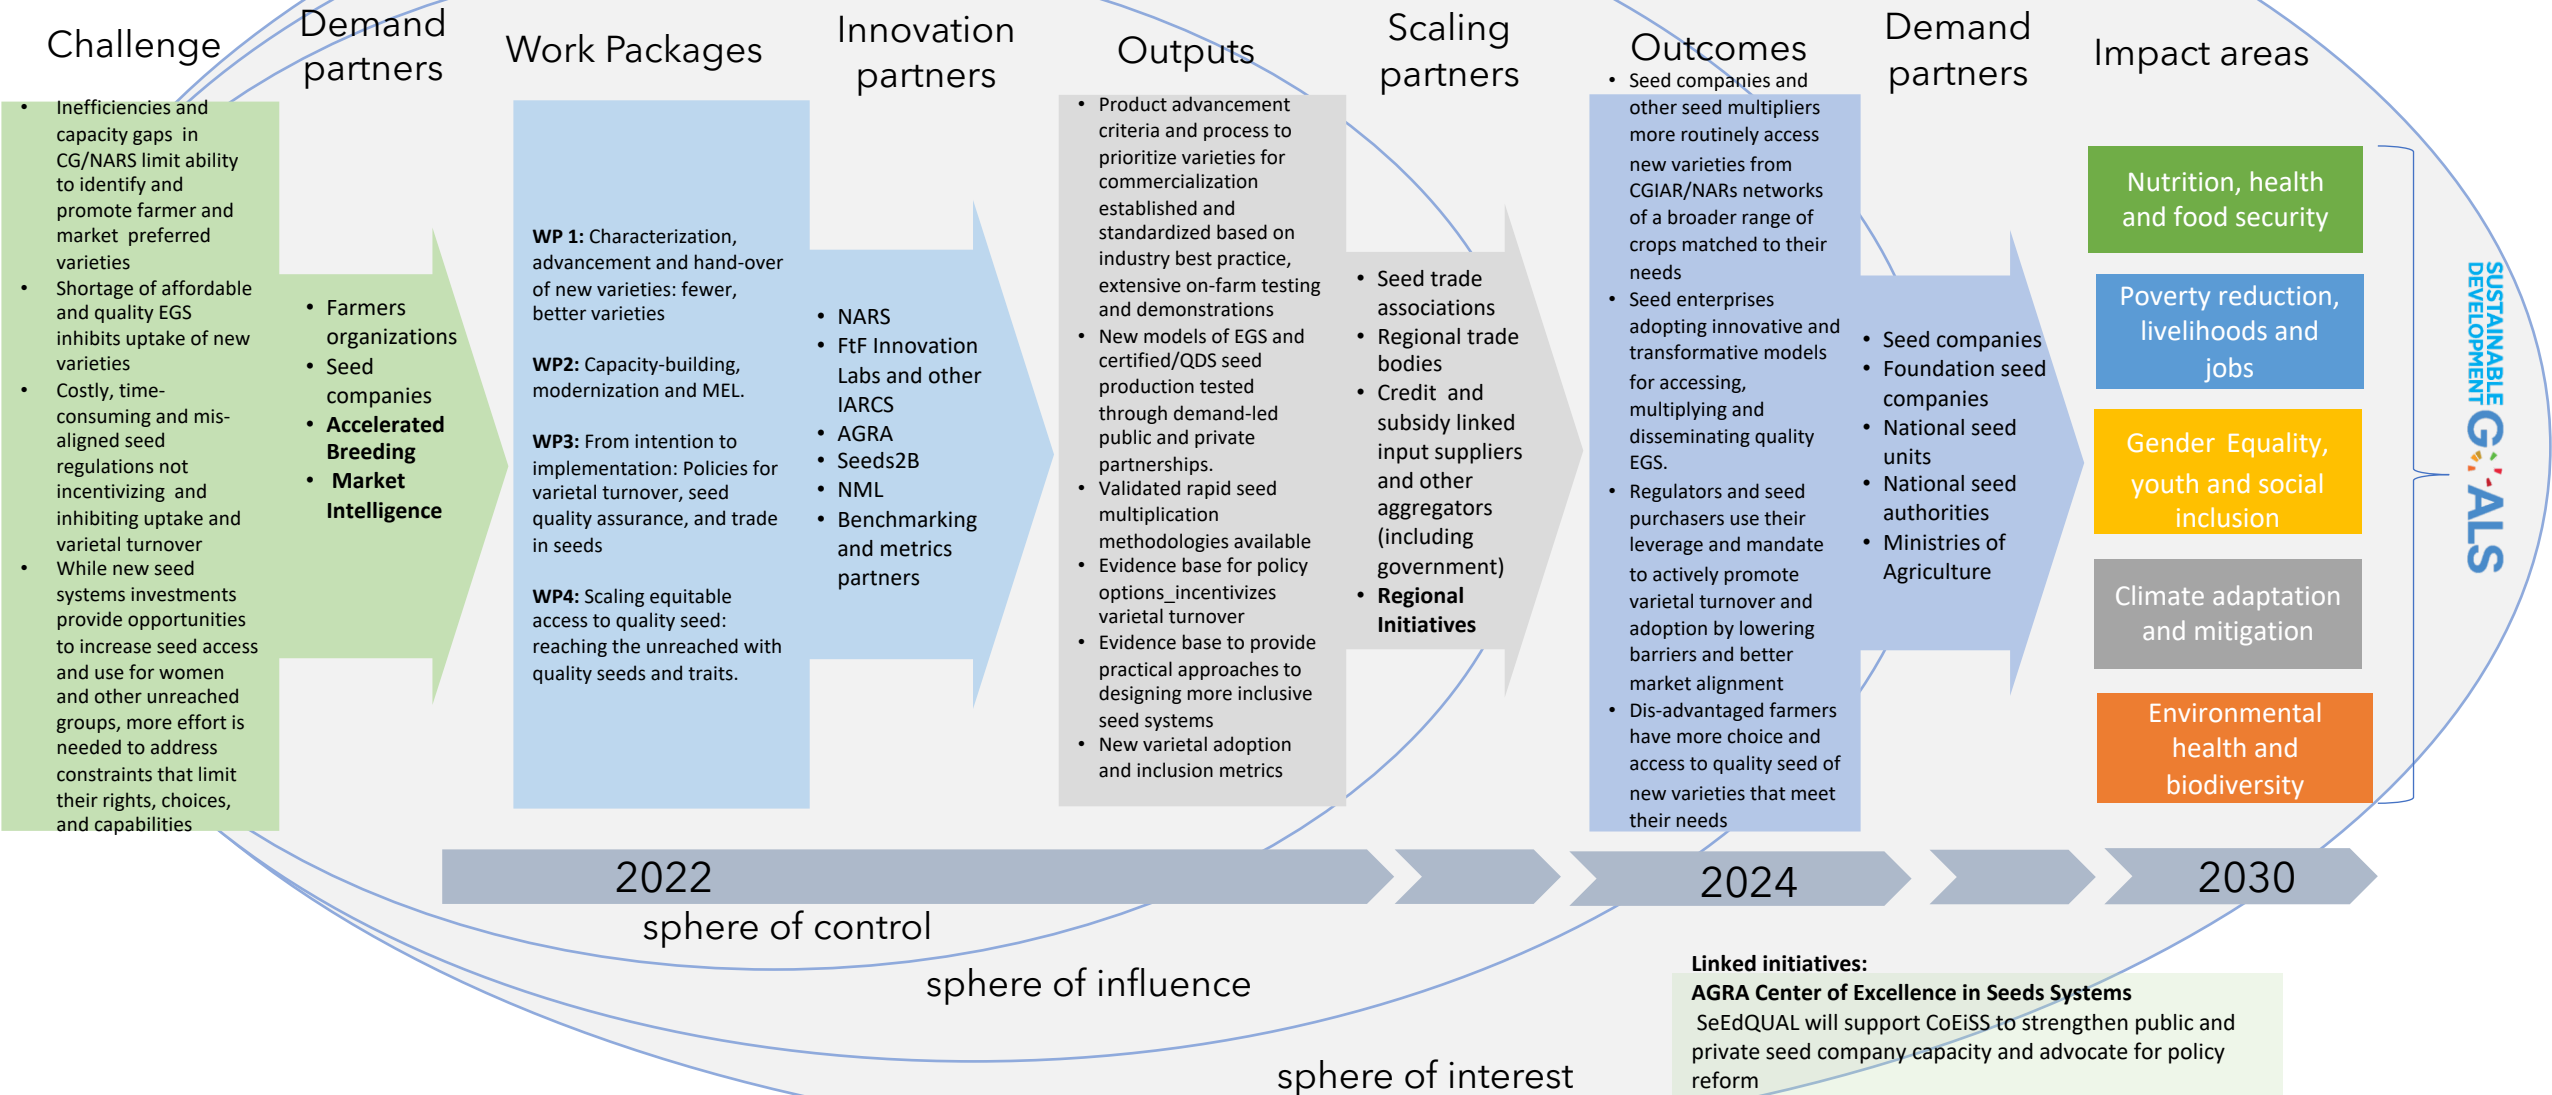 Challenge
Inefficiencies and
capacity gaps in
CG/NARS limit ability
to identify and
promote farmer and
market preferred
varieties
Shortage of affordable
and quality EGS
inhibits uptake of new
varieties
Costly, time-
consuming and mis-
aligned seed
regulations not
incentivizing and
inhibiting uptake and
varietal turnover
While new seed
systems investments
provide opportunities
to increase seed access
and use for women
and other unreached
groups, more effort is
needed to address
constraints that limit
their rights, choices,
and capabilities
Demand
partners
Farmers
organizations
Seed
companies
Accelerated
Breeding
Market
Intelligence
Work Packages
WP 1: Characterization,
advancement and hand-over
of new varieties: fewer,
better varieties
WP2: Capacity-building,
modernization and MEL.
WP3: From intention to
implementation: Policies for
varietal turnover, seed
quality assurance, and trade
in seeds
WP4: Scaling equitable
access to quality seed:
reaching the unreached with
quality seeds and traits.
Innovation
partners
NARS
FtF Innovation
Labs and other
IARCS
AGRA
Seeds2B
NML
Benchmarking
and metrics
partners
Outputs
Product advancement
criteria and process to
prioritize varieties for
commercialization
established and
standardized based on
industry best practice,
extensive on-farm testing
and demonstrations
New models of EGS and
certified/QDS seed
production tested
through demand-led
public and private
partnerships.
Validated rapid seed
multiplication
methodologies available
Evidence base for policy
options_incentivizes
varietal turnover
Evidence base to provide
practical approaches to
designing more inclusive
seed systems
New varietal adoption
and inclusion metrics
Scaling
partners
Seed trade
associations
Regional trade
bodies
Credit and
subsidy linked
input suppliers
and other
aggregators
(including
government)
Regional
Initiatives
Outcomes
Seed companies and
other seed multipliers
more routinely access
new varieties from
CGIAR/NARs networks
of a broader range of
crops matched to their
needs
Seed enterprises
adopting innovative and
transformative models
for accessing,
multiplying and
disseminating quality
EGS.
Regulators and seed
purchasers use their
leverage and mandate
to actively promote
varietal turnover and
adoption by lowering
barriers and better
market alignment
Dis-advantaged farmers
have more choice and
access to quality seed of
new varieties that meet
their needs
Demand
partners
Seed companies
Foundation seed
companies
National seed
units
National seed
authorities
Ministries of
Agriculture
Impact areas
Nutrition, health
and food security
Poverty reduction,
livelihoods and
jobs
Gender Equality,
youth and social
inclusion
Climate adaptation
and mitigation
Environmental
health and
biodiversity
SUSTAINABLE
DEVELOPMENT
GOALS
2022
2024
2030
sphere of control
sphere of influence
sphere of interest
Linked initiatives:
AGRA Center of Excellence in Seeds Systems
SeEdQUAL will support CoEiSS to strengthen public and
private seed company capacity and advocate for policy
reform